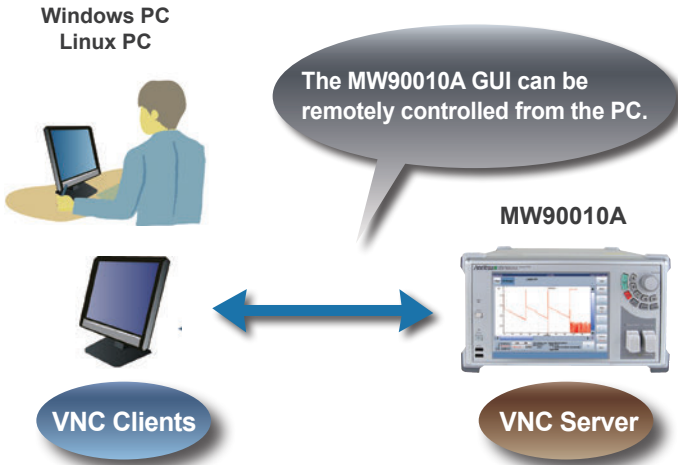 Windows PC
Linux PC
The MW90010A GUI can be
remotely controlled from the PC.
MW90010A
VNC Clients
VNC Server